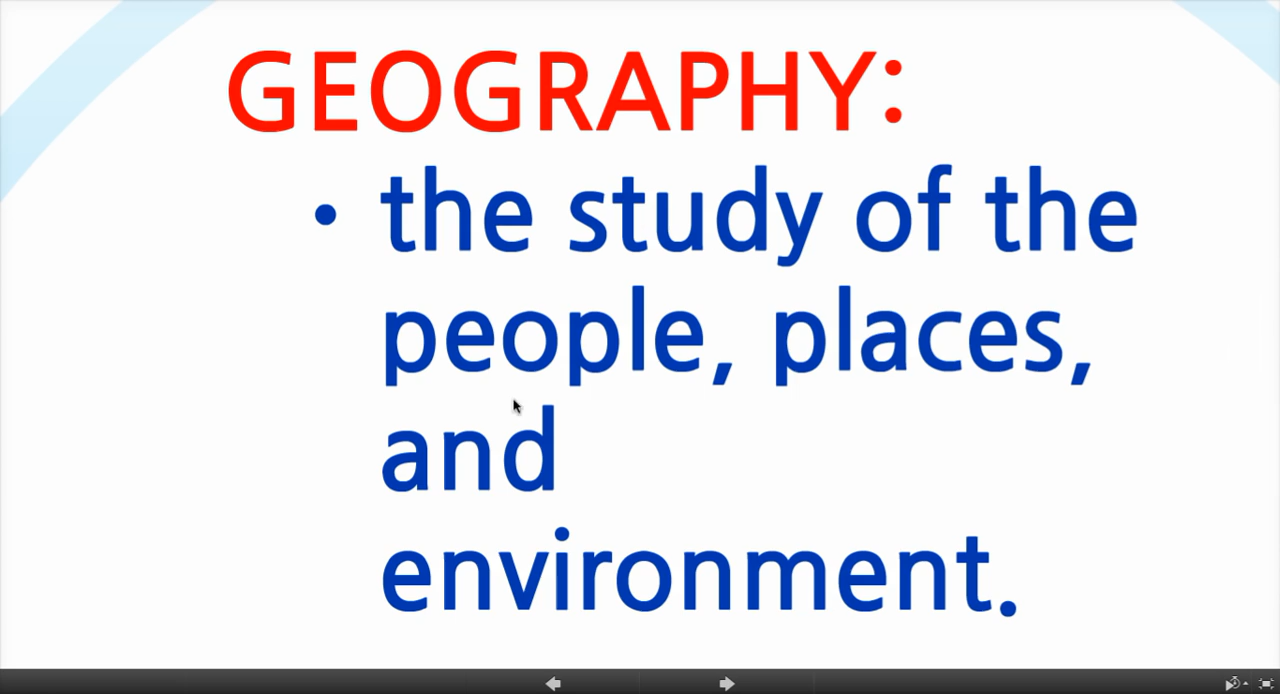 GEOGRAPHY:
• the study of the
people, places,
and
environment.